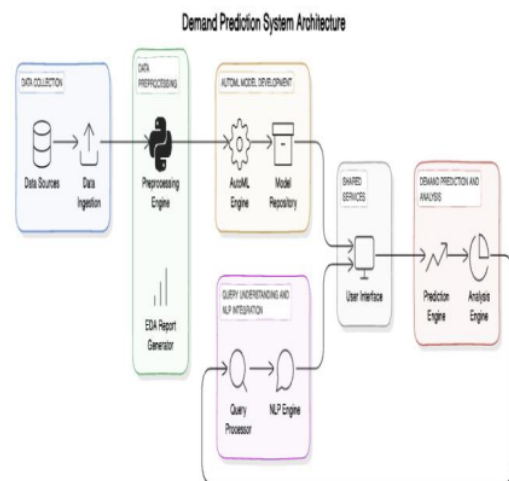 Demand Prediction System Architecture
DATA COLLECTION
Data Sources
Data
Ingestion
DATA
PREPROCESSING
Preprocessing
Engine
EDA Report
Generator
AUTOML MODEL DEVELOPMENT
AutoML
Engine
Model
Repository
QUERY UNDERSTANDING AND
NLP INTEGRATION
Query
Processor
NLP Engine
SHARED
SERVICES
User Interface
DEMAND PREDICTION AND
ANALYSIS
Prediction
Engine
Analysis
Engine